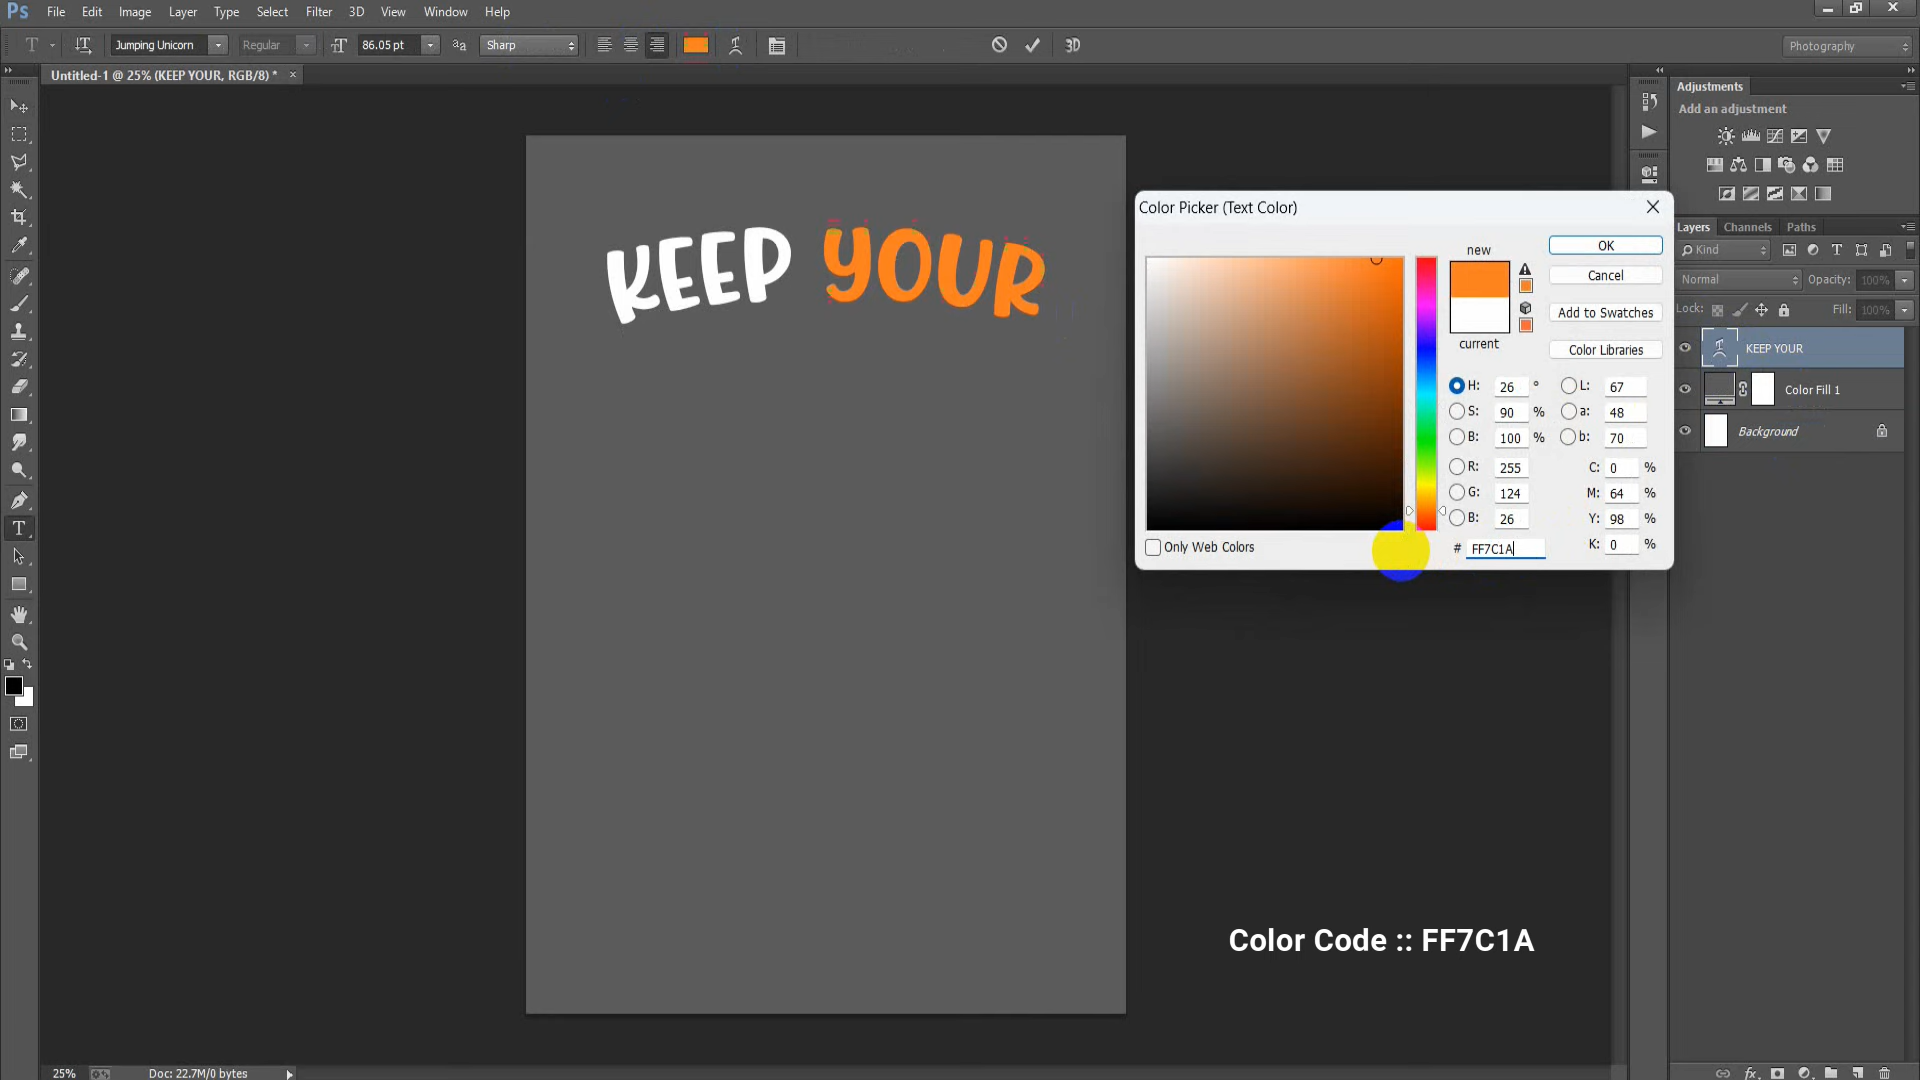 Ps File Edit Image Layer Type Select Filter 3D View Window Help
T Jumping Unicorn Regular 86.05 pt Sharp 3D Photography
Untitled-1 @ 25% (KEEP YOUR, RGB/8) * ×
Adjustments
Add an adjustment
KEEP YOUR
Color Picker (Text Color)
new
current
OK
Cancel
Add to Swatches
Color Libraries
H: 26 ° L: 67
S: 90 % a: 48
B: 100 % b: 70
R: 255 C: 0 %
G: 124 M: 64 %
B: 26 Y: 98 %
# FF7C1A K: 0 %
Only Web Colors
Layers Channels Paths
Kind
Normal Opacity: 100%
Lock: Fill: 100%
KEEP YOUR
Color Fill 1
Background
Color Code :: FF7C1A
25% Doc: 22.7M/0 bytes
fx